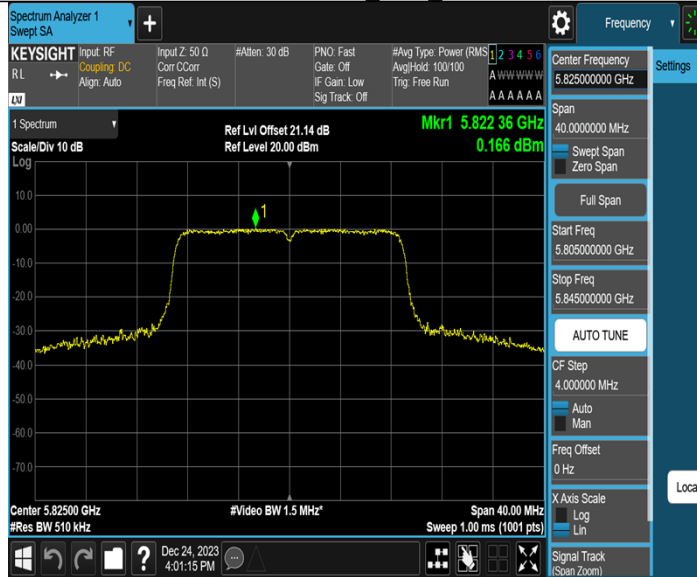 Spectrum Analyzer 1
Swept SA
Frequency
KEYSIGHT
RL
LXI
Input: RF
Coupling: DC
Align: Auto
Input Z: 50 Ω
Corr CCorr
Freq Ref: Int (S)
#Atten: 30 dB
PNO: Fast
Gate: Off
IF Gain: Low
Sig Track: Off
#Avg Type: Power (RMS
Avg|Hold: 100/100
Trig: Free Run
1 2 3 4 5 6
A W W W W W
A A A A A A
1 Spectrum
Scale/Div 10 dB
Log
Ref Lvl Offset 21.14 dB
Ref Level 20.00 dBm
Mkr1 5.822 36 GHz
0.166 dBm
10.0
0.00
-10.0
-20.0
-30.0
-40.0
-50.0
-60.0
-70.0
1
Center 5.82500 GHz
#Res BW 510 kHz
#Video BW 1.5 MHz*
Span 40.00 MHz
Sweep 1.00 ms (1001 pts)
?
Dec 24, 2023
4:01:15 PM
Center Frequency
5.825000000 GHz
Span
40.0000000 MHz
Swept Span
Zero Span
Full Span
Start Freq
5.805000000 GHz
Stop Freq
5.845000000 GHz
AUTO TUNE
CF Step
4.000000 MHz
Auto
Man
Freq Offset
0 Hz
X Axis Scale
Log
Lin
Signal Track
(Span Zoom)
Settings
Loca